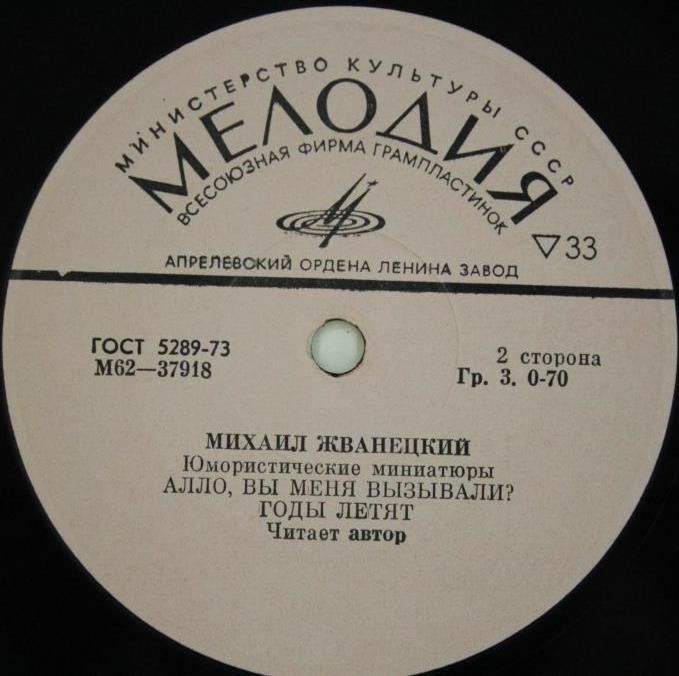 МИНИСТЕРСТВО КУЛЬТУРЫ СССР
МЕЛОДИЯ
ВСЕСОЮЗНАЯ ФИРМА ГРАМПЛАСТИНОК
▽33
АПРЕЛЕВСКИЙ ОРДЕНА ЛЕНИНА ЗАВОД
ГОСТ 5289-73
М62—37918
2 сторона
Гр. 3. 0-70
МИХАИЛ ЖВАНЕЦКИЙ
Юмористические миниатюры
АЛЛО, ВЫ МЕНЯ ВЫЗЫВАЛИ?
ГОДЫ ЛЕТЯТ
Читает автор